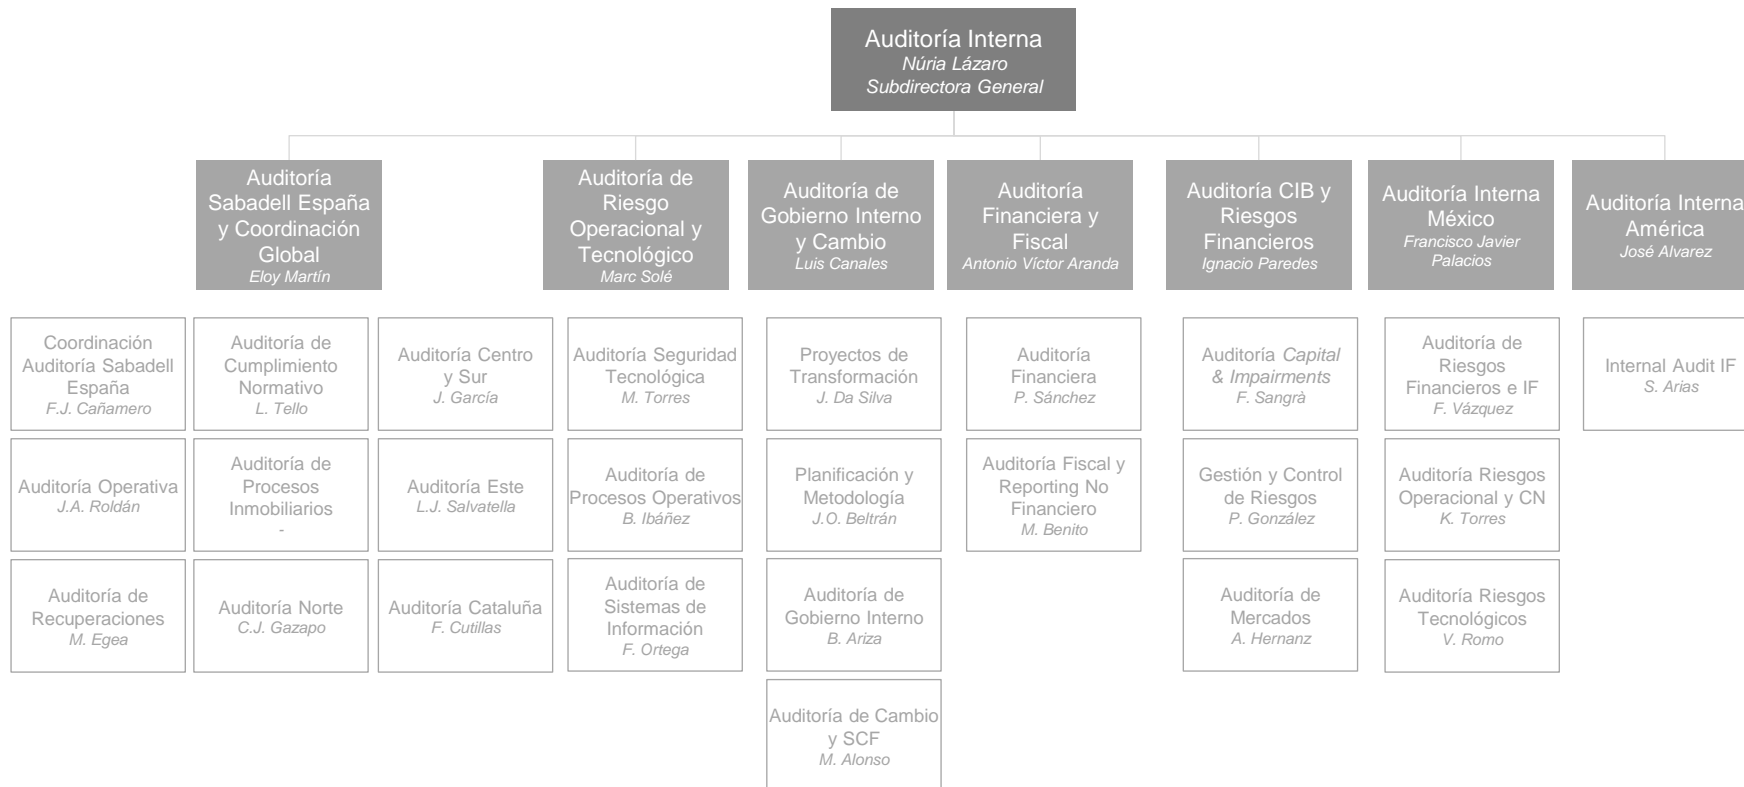 Auditoría Interna
Núria Lázaro
Subdirectora General
Auditoría
Sabadell España
y Coordinación
Global
Eloy Martín
Auditoría de
Riesgo
Operacional y
Tecnológico
Marc Solé
Auditoría de
Gobierno Interno
y Cambio
Luis Canales
Auditoría
Financiera y
Fiscal
Antonio Víctor Aranda
Auditoría CIB y
Riesgos
Financieros
Ignacio Paredes
Auditoría Interna
México
Francisco Javier
Palacios
Auditoría Interna
América
José Alvarez
Coordinación
Auditoría Sabadell
España
F.J. Cañamero
Auditoría de
Cumplimiento
Normativo
L. Tello
Auditoría Centro
y Sur
J. García
Auditoría Seguridad
Tecnológica
M. Torres
Proyectos de
Transformación
J. Da Silva
Auditoría
Financiera
P. Sánchez
Auditoría Capital
& Impairments
F. Sangrà
Auditoría de
Riesgos
Financieros e IF
F. Vázquez
Internal Audit IF
S. Arias
Auditoría Operativa
J.A. Roldán
Auditoría de
Procesos
Inmobiliarios
-
Auditoría Este
L.J. Salvatella
Auditoría de
Procesos Operativos
B. Ibáñez
Planificación y
Metodología
J.O. Beltrán
Auditoría Fiscal y
Reporting No
Financiero
M. Benito
Gestión y Control
de Riesgos
P. González
Auditoría Riesgos
Operacional y CN
K. Torres
Auditoría de
Recuperaciones
M. Egea
Auditoría Norte
C.J. Gazapo
Auditoría Cataluña
F. Cutillas
Auditoría de
Sistemas de
Información
F. Ortega
Auditoría de
Gobierno Interno
B. Ariza
Auditoría de
Mercados
A. Hernanz
Auditoría Riesgos
Tecnológicos
V. Romo
Auditoría de Cambio
y SCF
M. Alonso